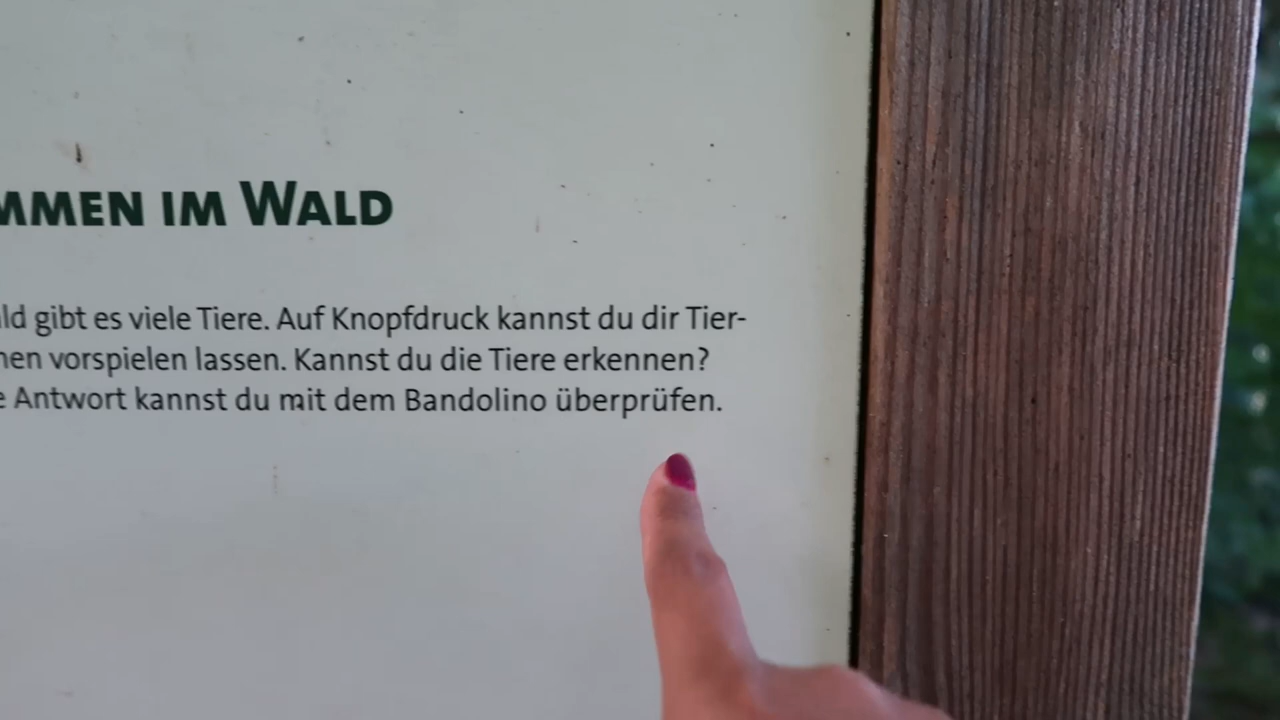 MMEN IM WALD
ld gibt es viele Tiere. Auf Knopfdruck kannst du dir Tier-
nen vorspielen lassen. Kannst du die Tiere erkennen?
e Antwort kannst du mit dem Bandolino überprüfen.